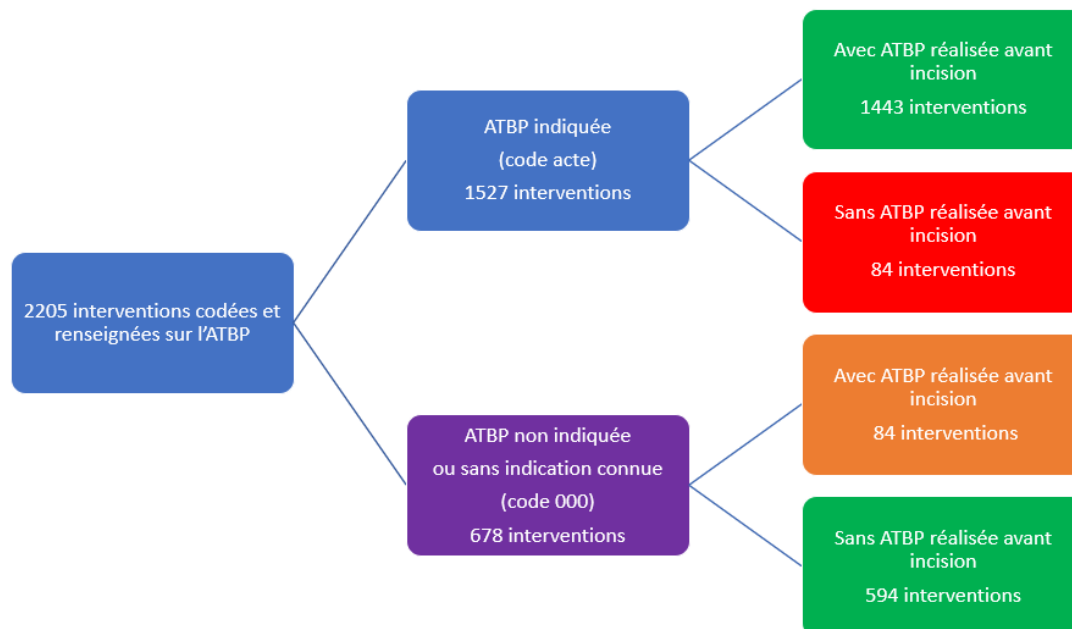 2205 interventions codées et
renseignées sur l'ATBP
ATBP indiquée
(code acte)
1527 interventions
ATBP non indiquée
ou sans indication connue
(code 000)
678 interventions
Avec ATBP réalisée avant
incision
1443 interventions
Sans ATBP réalisée avant
incision
84 interventions
Avec ATBP réalisée avant
incision
84 interventions
Sans ATBP réalisée avant
incision
594 interventions